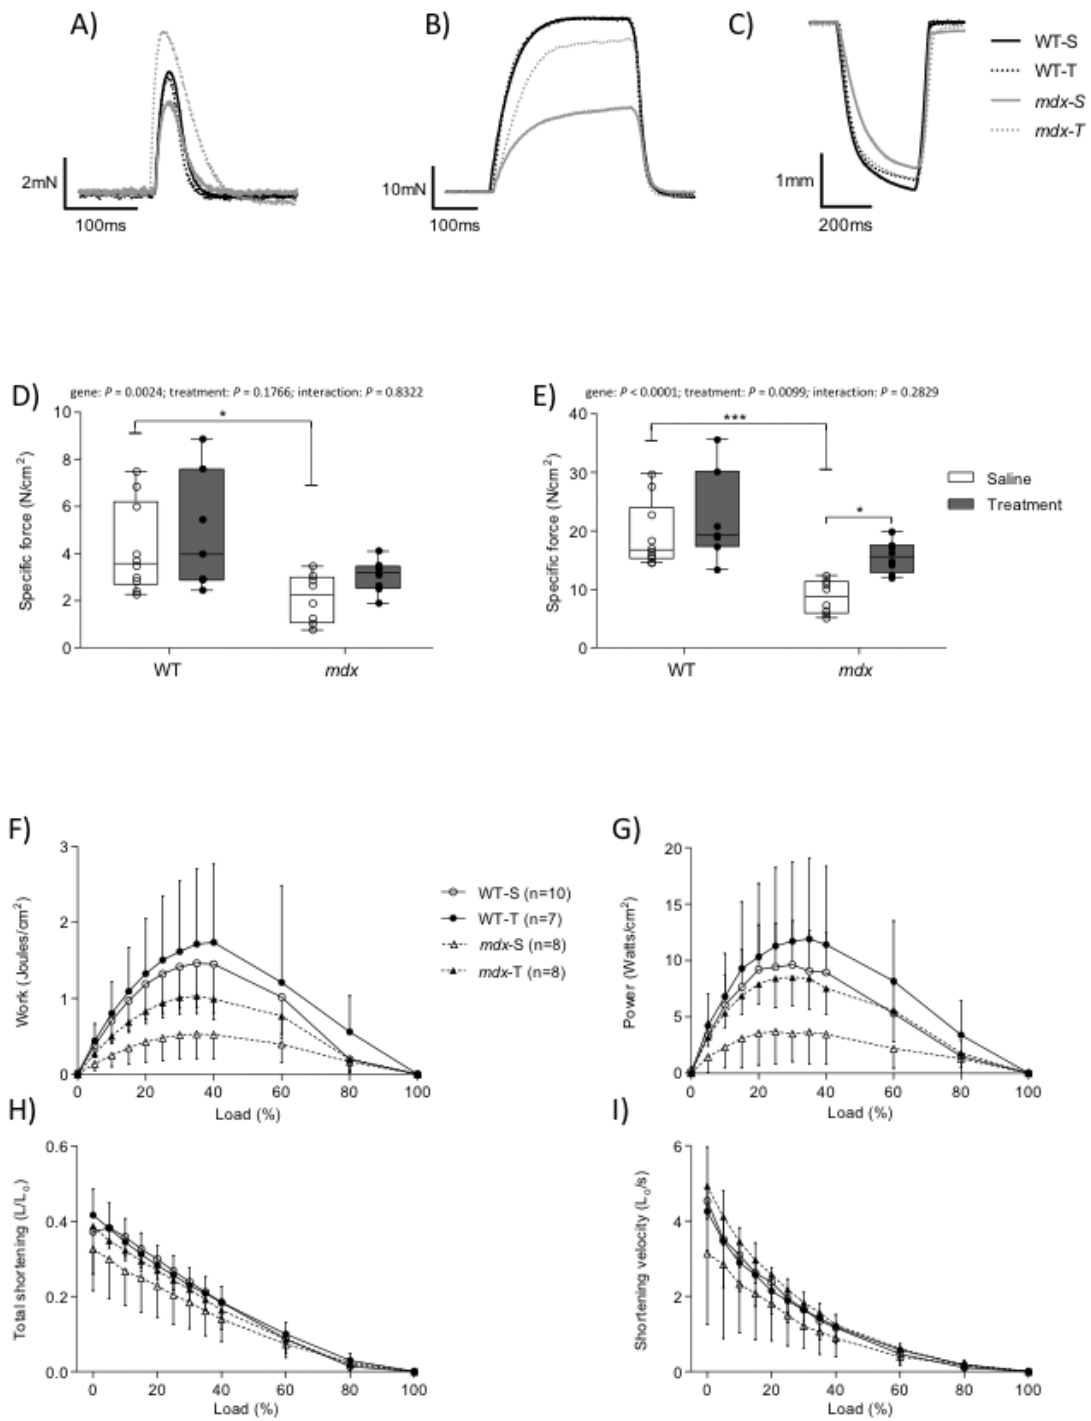 A)
B)
C)
WT-S
WT-T
mdx-S
mdx-T
2mN
100ms
10mN
100ms
1mm
200ms
D)
gene: P = 0.0024; treatment: P = 0.1766; interaction: P = 0.8322
*
10
8
6
4
2
0
Specific force (N/cm²)
WT
mdx
E)
gene: P < 0.0001; treatment: P = 0.0099; interaction: P = 0.2829
***
*
40
30
20
10
0
Specific force (N/cm²)
WT
mdx
Saline
Treatment
F)
3
2
1
0
Work (Joules/cm²)
0 20 40 60 80 100
Load (%)
WT-S (n=10)
WT-T (n=7)
mdx-S (n=8)
mdx-T (n=8)
G)
20
15
10
5
0
Power (Watts/cm²)
0 20 40 60 80 100
Load (%)
H)
0.6
0.4
0.2
0.0
Total shortening (L/L₀)
0 20 40 60 80 100
Load (%)
I)
6
4
2
0
Shortening velocity (L₀/s)
0 20 40 60 80 100
Load (%)